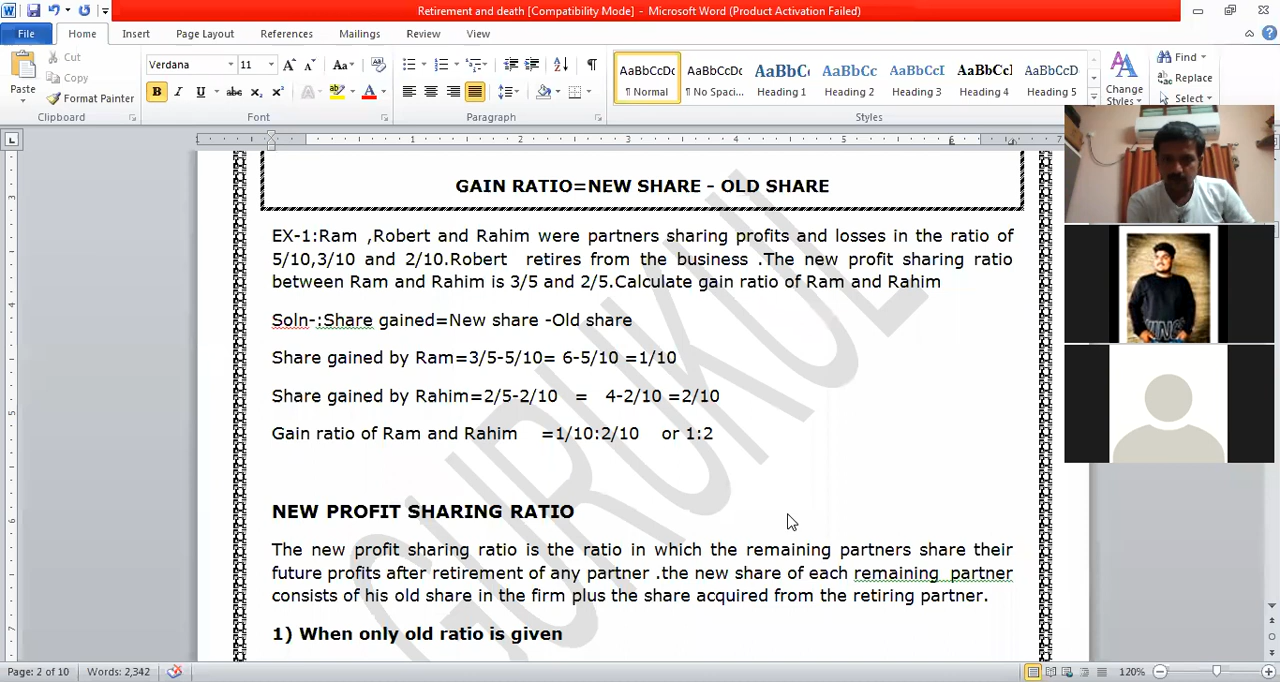 Retirement and death [Compatibility Mode] - Microsoft Word (Product Activation Failed)
File Home Insert Page Layout References Mailings Review View
Cut
Copy
Format Painter
Paste
Clipboard
Verdana 11
Font
Paragraph
AaBbCcDc AaBbCcDc AaBbC AaBbCc AaBbCcI AaBbCcI AaBbCcD
¶ Normal ¶ No Spaci... Heading 1 Heading 2 Heading 3 Heading 4 Heading 5
Change Styles
Styles
Find
Replace
Select
GAIN RATIO=NEW SHARE - OLD SHARE
EX-1:Ram ,Robert and Rahim were partners sharing profits and losses in the ratio of
5/10,3/10 and 2/10.Robert retires from the business .The new profit sharing ratio
between Ram and Rahim is 3/5 and 2/5.Calculate gain ratio of Ram and Rahim
Soln-:Share gained=New share -Old share
Share gained by Ram=3/5-5/10= 6-5/10 =1/10
Share gained by Rahim=2/5-2/10 = 4-2/10 =2/10
Gain ratio of Ram and Rahim =1/10:2/10 or 1:2
NEW PROFIT SHARING RATIO
The new profit sharing ratio is the ratio in which the remaining partners share their
future profits after retirement of any partner .the new share of each remaining partner
consists of his old share in the firm plus the share acquired from the retiring partner.
1) When only old ratio is given
GURUKUL
Page: 2 of 10 Words: 2,342 120%